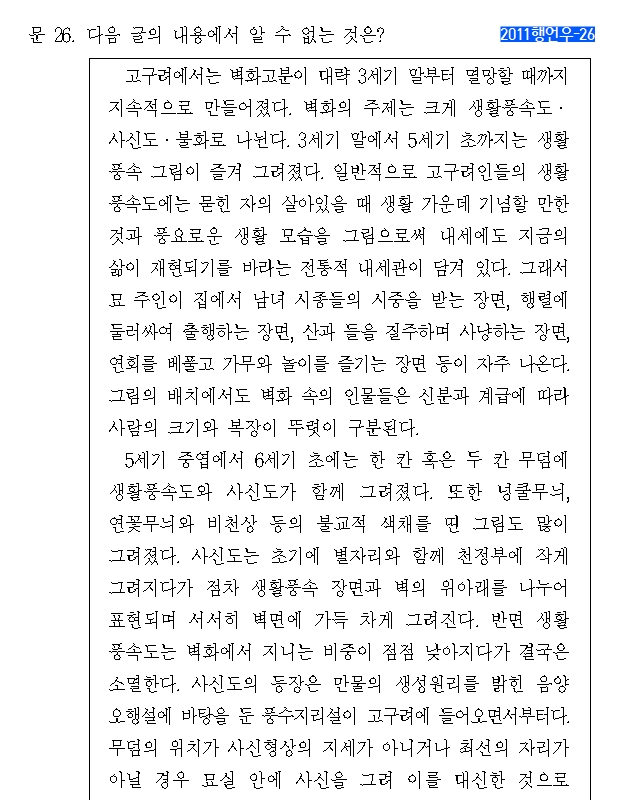 문 26. 다음 글의 내용에서 알 수 없는 것은?
2011행언우-26
고구려에서는 벽화고분이 대략 3세기 말부터 멸망할 때까지
지속적으로 만들어졌다. 벽화의 주제는 크게 생활풍속도·
사신도·불화로 나뉜다. 3세기 말에서 5세기 초까지는 생활
풍속 그림이 즐겨 그려졌다. 일반적으로 고구려인들의 생활
풍속도에는 묻힌 자의 살아있을 때 생활 가운데 기념할 만한
것과 풍요로운 생활 모습을 그림으로써 내세에도 지금의
삶이 재현되기를 바라는 전통적 내세관이 담겨 있다. 그래서
묘 주인이 집에서 남녀 시종들의 시중을 받는 장면, 행렬에
둘러싸여 출행하는 장면, 산과 들을 질주하며 사냥하는 장면,
연회를 베풀고 가무와 놀이를 즐기는 장면 등이 자주 나온다.
그림의 배치에서도 벽화 속의 인물들은 신분과 계급에 따라
사람의 크기와 복장이 뚜렷이 구분된다.
5세기 중엽에서 6세기 초에는 한 칸 혹은 두 칸 무덤에
생활풍속도와 사신도가 함께 그려졌다. 또한 넝쿨무늬,
연꽃무늬와 비천상 등의 불교적 색채를 띤 그림도 많이
그려졌다. 사신도는 초기에 별자리와 함께 천정부에 작게
그려지다가 점차 생활풍속 장면과 벽의 위아래를 나누어
표현되며 서서히 벽면에 가득 차게 그려진다. 반면 생활
풍속도는 벽화에서 지니는 비중이 점점 낮아지다가 결국은
소멸한다. 사신도의 등장은 만물의 생성원리를 밝힌 음양
오행설에 바탕을 둔 풍수지리설이 고구려에 들어오면서부터다.
무덤의 위치가 사신형상의 지세가 아니거나 최선의 자리가
아닐 경우 묘실 안에 사신을 그려 이를 대신한 것으로